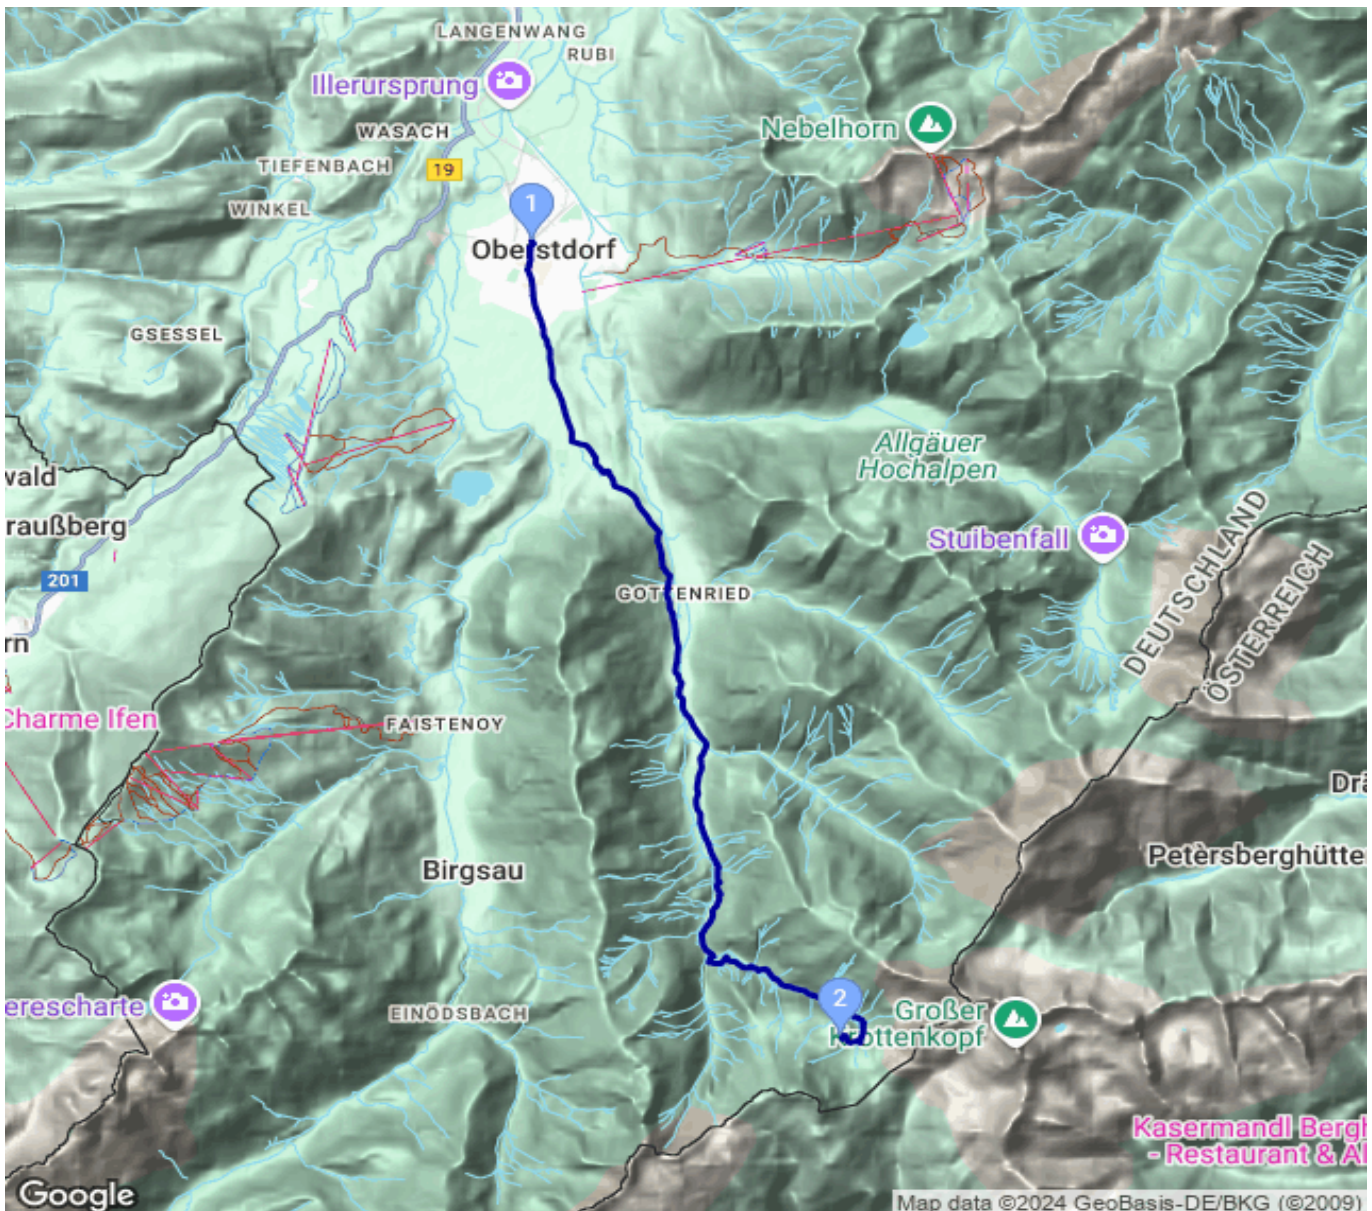 LANGENWANG
RUBI
Illerursprung
WASACH
Nebelhorn
TIEFENBACH
19
WINKEL
1
Oberstdorf
GSESSEL
Allgäuer
Hochalpen
wald
raußberg
Stuibenfall
DEUTSCHLAND
ÖSTERREICH
201
GOTTENRIED
rn
Charme Ifen
FAISTENOY
Drä
Petersberghütte
Birgsau
2
erescharte
EINÖDSBACH
Großer
Krottenkopf
Kasermandl Bergh
- Restaurant & Al
Google
Map data ©2024 GeoBasis-DE/BKG (©2009)